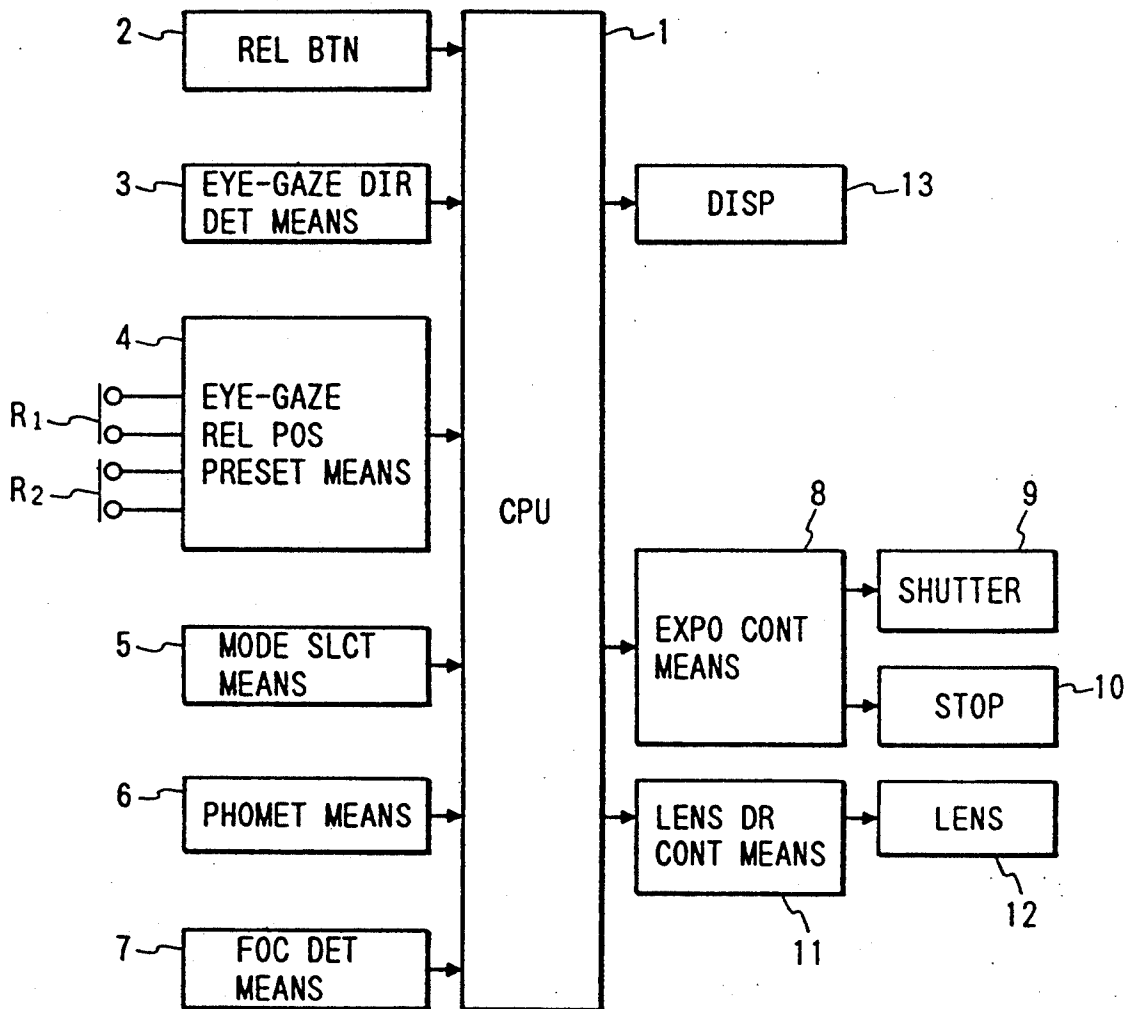 2
REL BTN
1
3
EYE-GAZE DIR
DET MEANS
DISP
13
4
R1
R2
EYE-GAZE
REL POS
PRESET MEANS
CPU
5
MODE SLCT
MEANS
8
EXPO CONT
MEANS
9
SHUTTER
STOP
10
6
PHOMET MEANS
LENS DR
CONT MEANS
11
LENS
12
7
FOC DET
MEANS